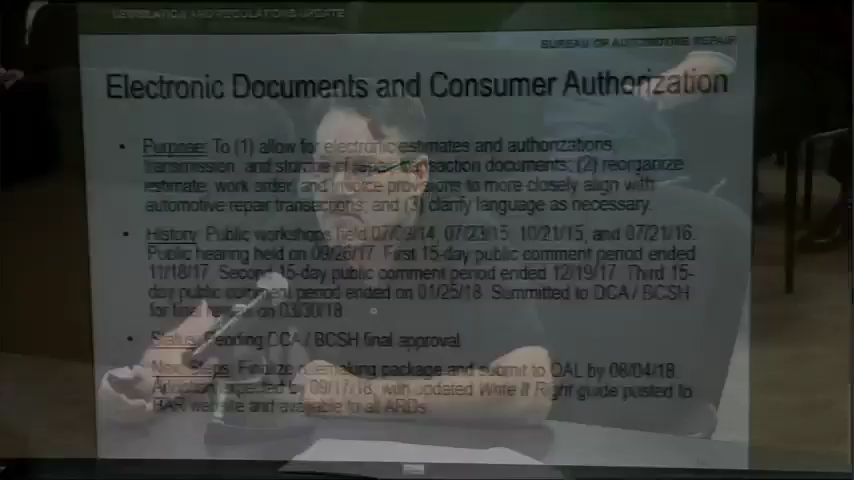 LEGISLATION AND REGULATIONS UPDATE
BUREAU OF AUTOMOTIVE REPAIR
Electronic Documents and Consumer Authorization
• Purpose: To (1) allow for electronic estimates and authorizations,
transmission, and storage of repair transaction documents; (2) reorganize
estimate, work order, and invoice provisions to more closely align with
automotive repair transactions; and (3) clarify language as necessary.
• History: Public workshops held 07/03/14, 07/23/15, 10/21/15, and 07/21/16.
Public hearing held on 09/26/17. First 15-day public comment period ended
11/18/17. Second 15-day public comment period ended 12/19/17. Third 15-
day public comment period ended on 01/25/18. Summitted to DCA / BCSH
for final on 03/30/18.
• Status: Pending DCA / BCSH final approval
• Next Steps: Finalize rulemaking package and submit to OAL by 08/04/18.
Adoption expected by 09/17/18, with updated Write It Right guide posted to
BAR website and available to all ARDs.